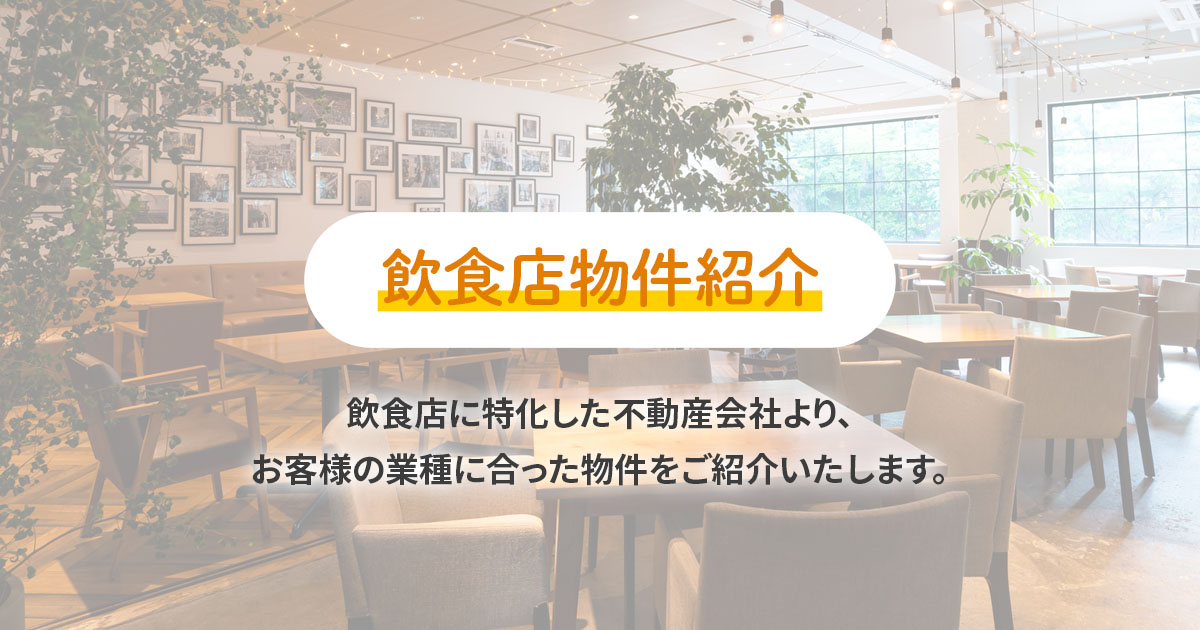 飲食店物件紹介
飲食店に特化した不動産会社より、
お客様の業種に合った物件をご紹介いたします。